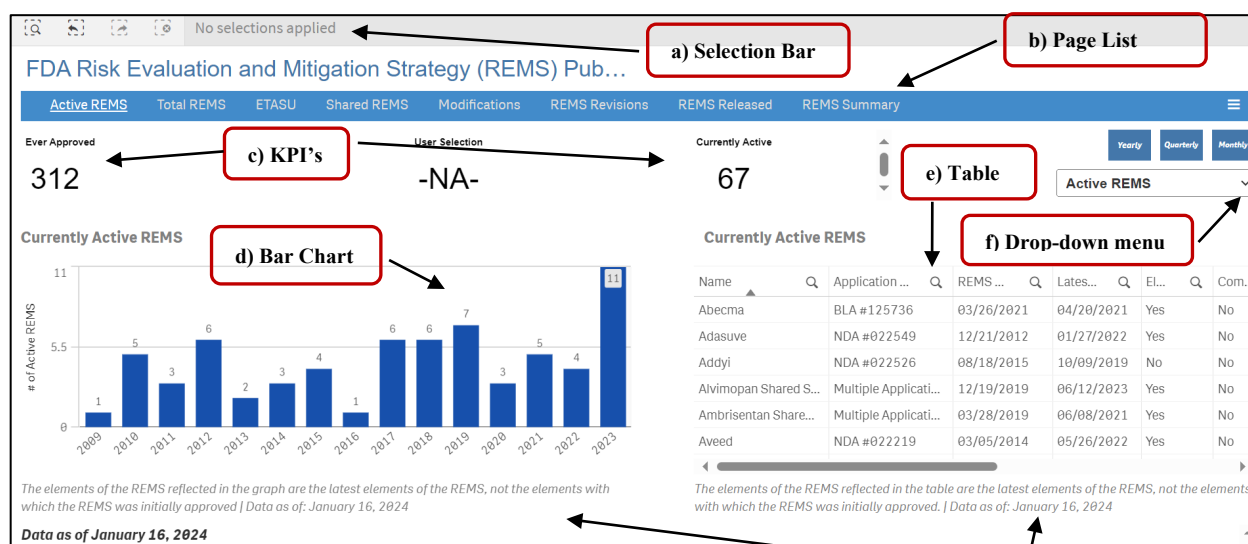 No selections applied
a) Selection Bar
b) Page List
FDA Risk Evaluation and Mitigation Strategy (REMS) Pub...
Active REMS Total REMS ETASU Shared REMS Modifications REMS Revisions REMS Released REMS Summary
Ever Approved User Selection Currently Active
c) KPI's
Yearly Quarterly Monthly
312 -NA- 67
e) Table
Active REMS
Currently Active REMS
d) Bar Chart
Currently Active REMS
f) Drop-down menu
# of Active REMS
11
5.5
0
1 5 3 6 2 3 4 1 6 6 7 3 5 4 11
2009 2010 2011 2012 2013 2014 2015 2016 2017 2018 2019 2020 2021 2022 2023
Name Application ... REMS ... Lates... El... Com.
Abecma BLA #125736 03/26/2021 04/20/2021 Yes No
Adasuve NDA #022549 12/21/2012 01/27/2022 Yes No
Addyi NDA #022526 08/18/2015 10/09/2019 No No
Alvimopan Shared S... Multiple Applicati... 12/19/2019 06/12/2023 Yes No
Ambrisentan Share... Multiple Applicati... 03/28/2019 06/08/2021 Yes No
Aveed NDA #022219 03/05/2014 05/26/2022 Yes No
The elements of the REMS reflected in the graph are the latest elements of the REMS, not the elements with
which the REMS was initially approved | Data as of: January 16, 2024
The elements of the REMS reflected in the table are the latest elements of the REMS, not the elements
with which the REMS was initially approved. | Data as of: January 16, 2024
Data as of January 16, 2024